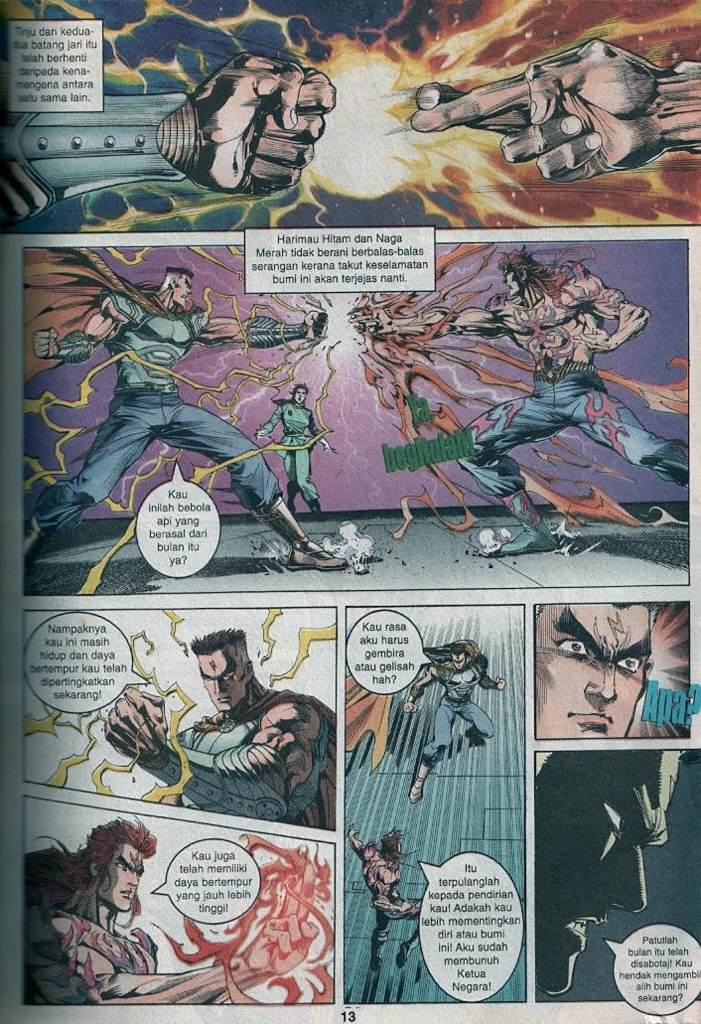 Tinju dan kedua-
dua batang jari itu
telah berhenti
daripada kena-
mengena antara
satu sama lain.
Harimau Hitam dan Naga
Merah tidak berani berbalas-balas
serangan kerana takut keselamatan
bumi ini akan terjejas nanti.
Kau
inilah bebola
api yang
berasal dari
bulan itu
ya?
Ya
beghulah!
Nampaknya
kau ini masih
hidup dan daya
bertempur kau telah
dipertingkatkan
sekarang!
Kau juga
telah memiliki
daya bertempur
yang jauh lebih
tinggi!
Kau rasa
aku harus
gembira
atau gelisah
hah?
Itu
terpulanglah
kepada pendirian
kau! Adakah kau
lebih mementingkan
diri atau bumi
ini! Aku sudah
membunuh
Ketua
Negara!
Apa?
Patutlah
bulan itu telah
disabotaj! Kau
hendak mengambil
alih bumi ini
sekarang?
13